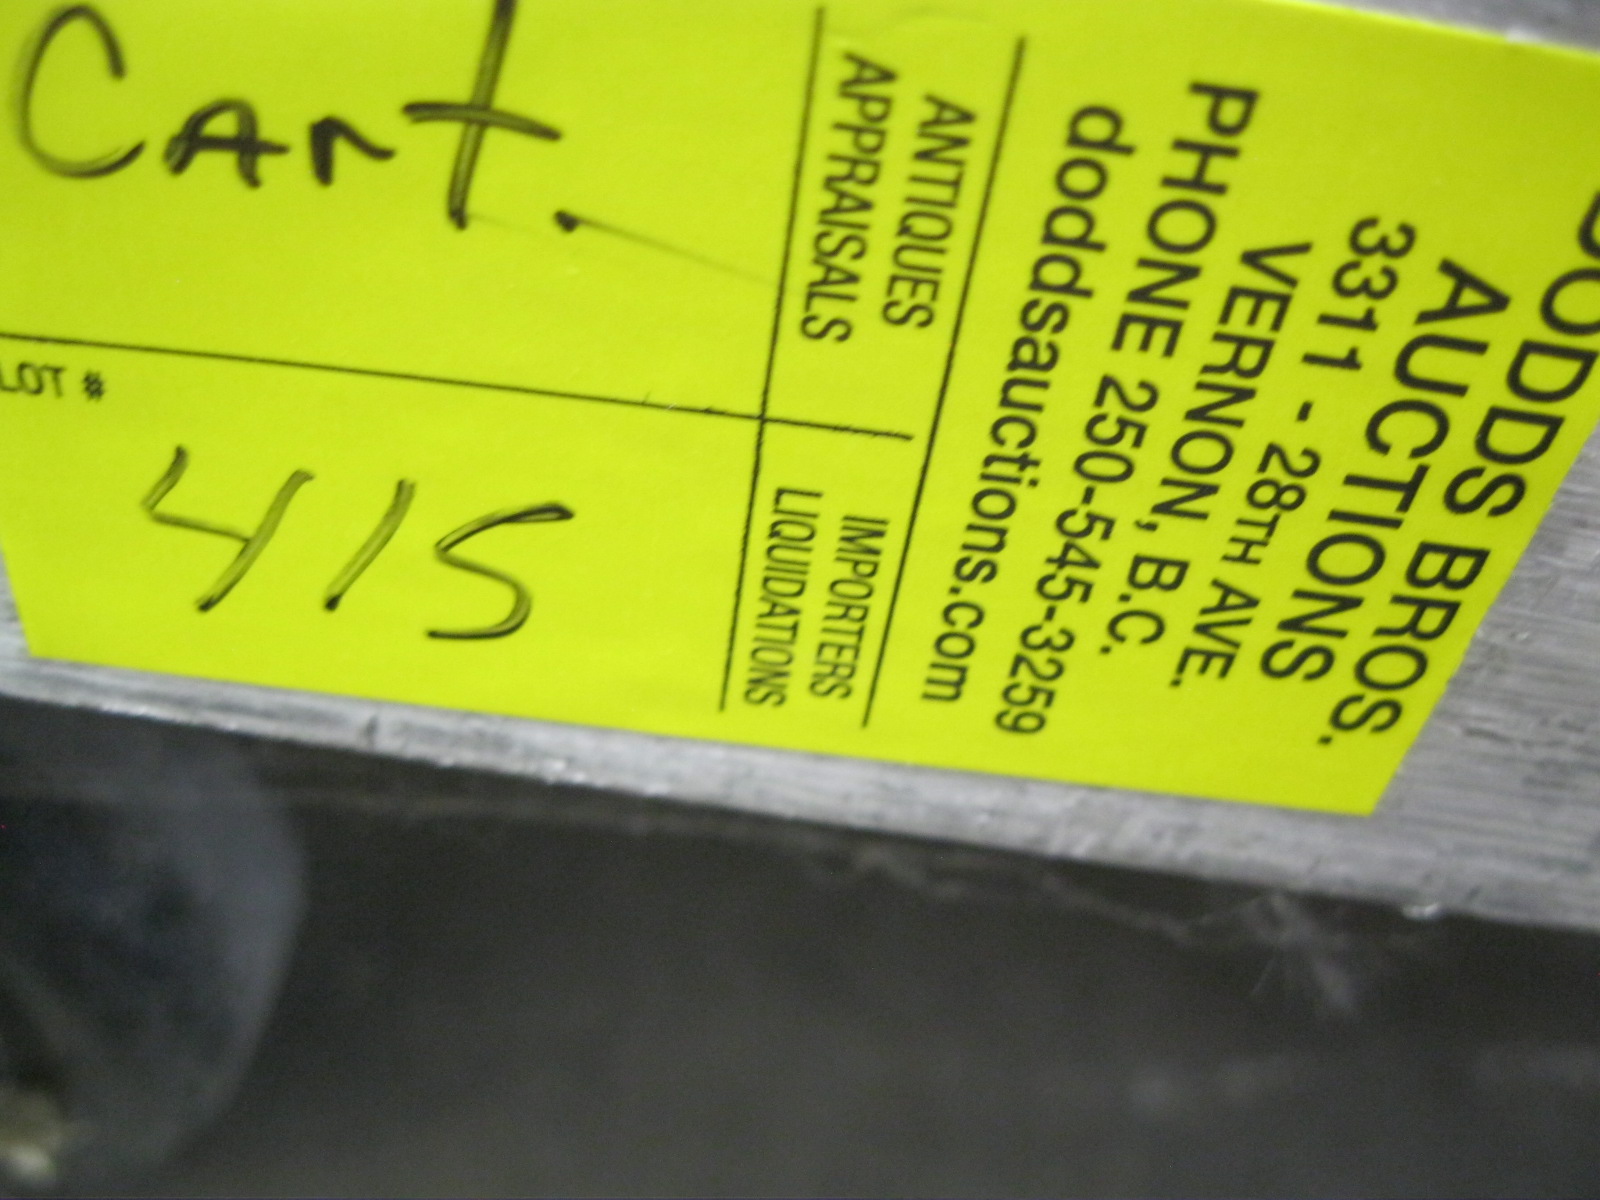 DODDS BROS.
AUCTIONS
3311 - 28TH AVE.
VERNON, B.C.
PHONE 250-545-3259
doddsauctions.com
ANTIQUES
APPRAISALS
IMPORTERS
LIQUIDATIONS
Cart.
LOT #
415